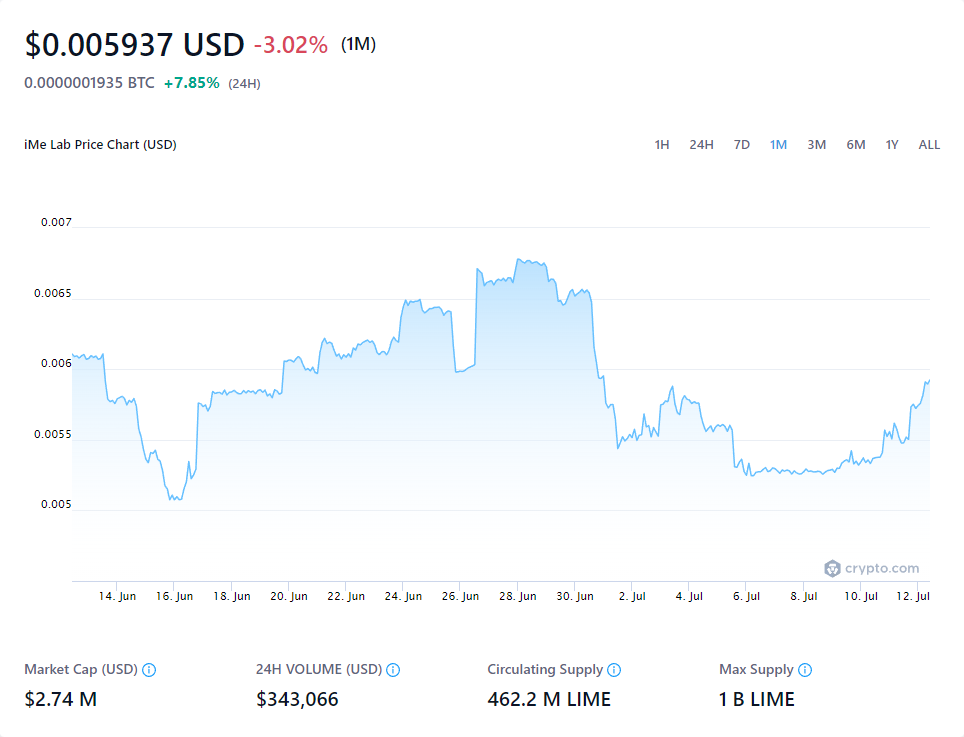 $0.005937 USD -3.02% (1M)
0.0000001935 BTC +7.85% (24H)
iMe Lab Price Chart (USD) 1H 24H 7D 1M 3M 6M 1Y ALL
0.007
0.0065
0.006
0.0055
0.005
crypto.com
14. Jun 16. Jun 18. Jun 20. Jun 22. Jun 24. Jun 26. Jun 28. Jun 30. Jun 2. Jul 4. Jul 6. Jul 8. Jul 10. Jul 12. Jul
Market Cap (USD) 24H VOLUME (USD) Circulating Supply Max Supply
$2.74 M $343,066 462.2 M LIME 1 B LIME